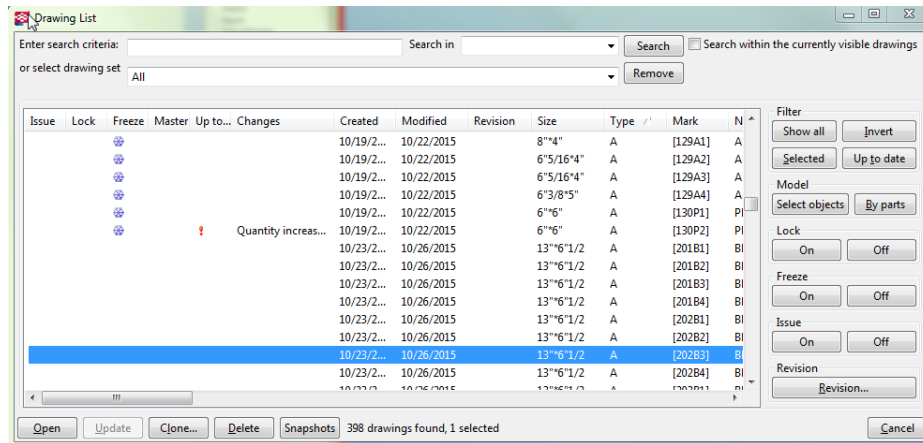 Drawing List
Enter search criteria: Search in Search Search within the currently visible drawings
or select drawing set All Remove
Issue Lock Freeze Master Up to... Changes Created Modified Revision Size Type Mark N
10/19/2... 10/22/2015 8"*4" A [129A1] A
10/19/2... 10/22/2015 6"5/16*4" A [129A2] A
10/19/2... 10/22/2015 6"5/16*4" A [129A3] A
10/19/2... 10/22/2015 6"3/8*5" A [129A4] A
10/19/2... 10/22/2015 6"*6" A [130P1] Pl
Quantity increas... 10/19/2... 10/22/2015 6"*6" A [130P2] Pl
10/23/2... 10/26/2015 13"*6"1/2 A [201B1] BI
10/23/2... 10/26/2015 13"*6"1/2 A [201B2] BI
10/23/2... 10/26/2015 13"*6"1/2 A [201B3] BI
10/23/2... 10/26/2015 13"*6"1/2 A [201B4] BI
10/23/2... 10/26/2015 13"*6"1/2 A [202B1] BI
10/23/2... 10/26/2015 13"*6"1/2 A [202B2] BI
10/23/2... 10/26/2015 13"*6"1/2 A [202B3] BI
10/23/2... 10/26/2015 13"*6"1/2 A [202B4] BI
Filter
Show all Invert
Selected Up to date
Model
Select objects By parts
Lock
On Off
Freeze
On Off
Issue
On Off
Revision
Revision...
Open Update Clone... Delete Snapshots 398 drawings found, 1 selected Cancel